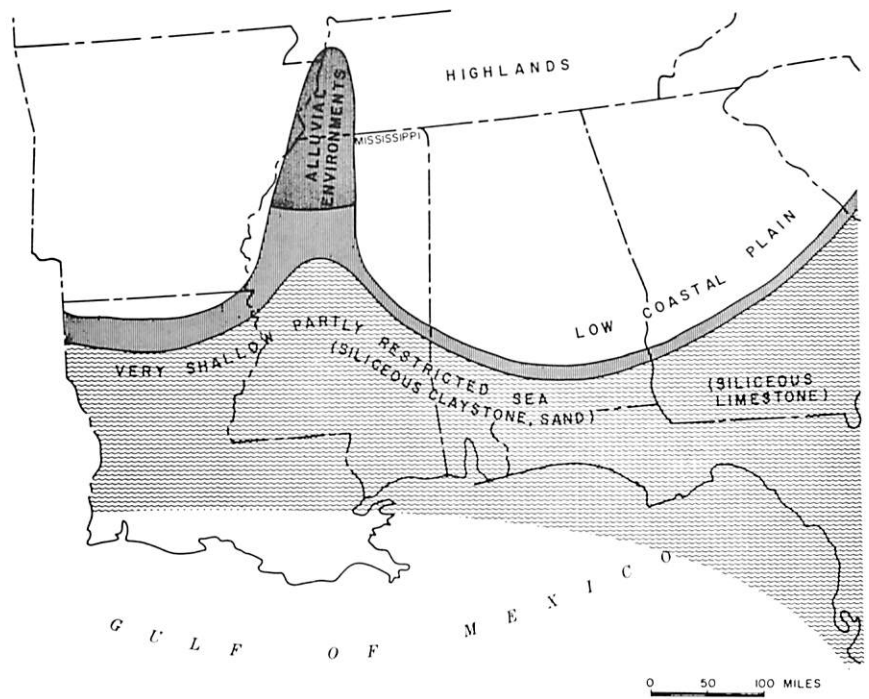 HIGHLANDS
ALLUVIAL
ENVIRONMENTS
MISSISSIPPI
LOW COASTAL PLAIN
VERY SHALLOW PARTLY RESTRICTED SEA
(SILICEOUS CLAYSTONE, SAND)
(SILICEOUS
LIMESTONE)
GULF OF MEXICO
0 50 100 MILES